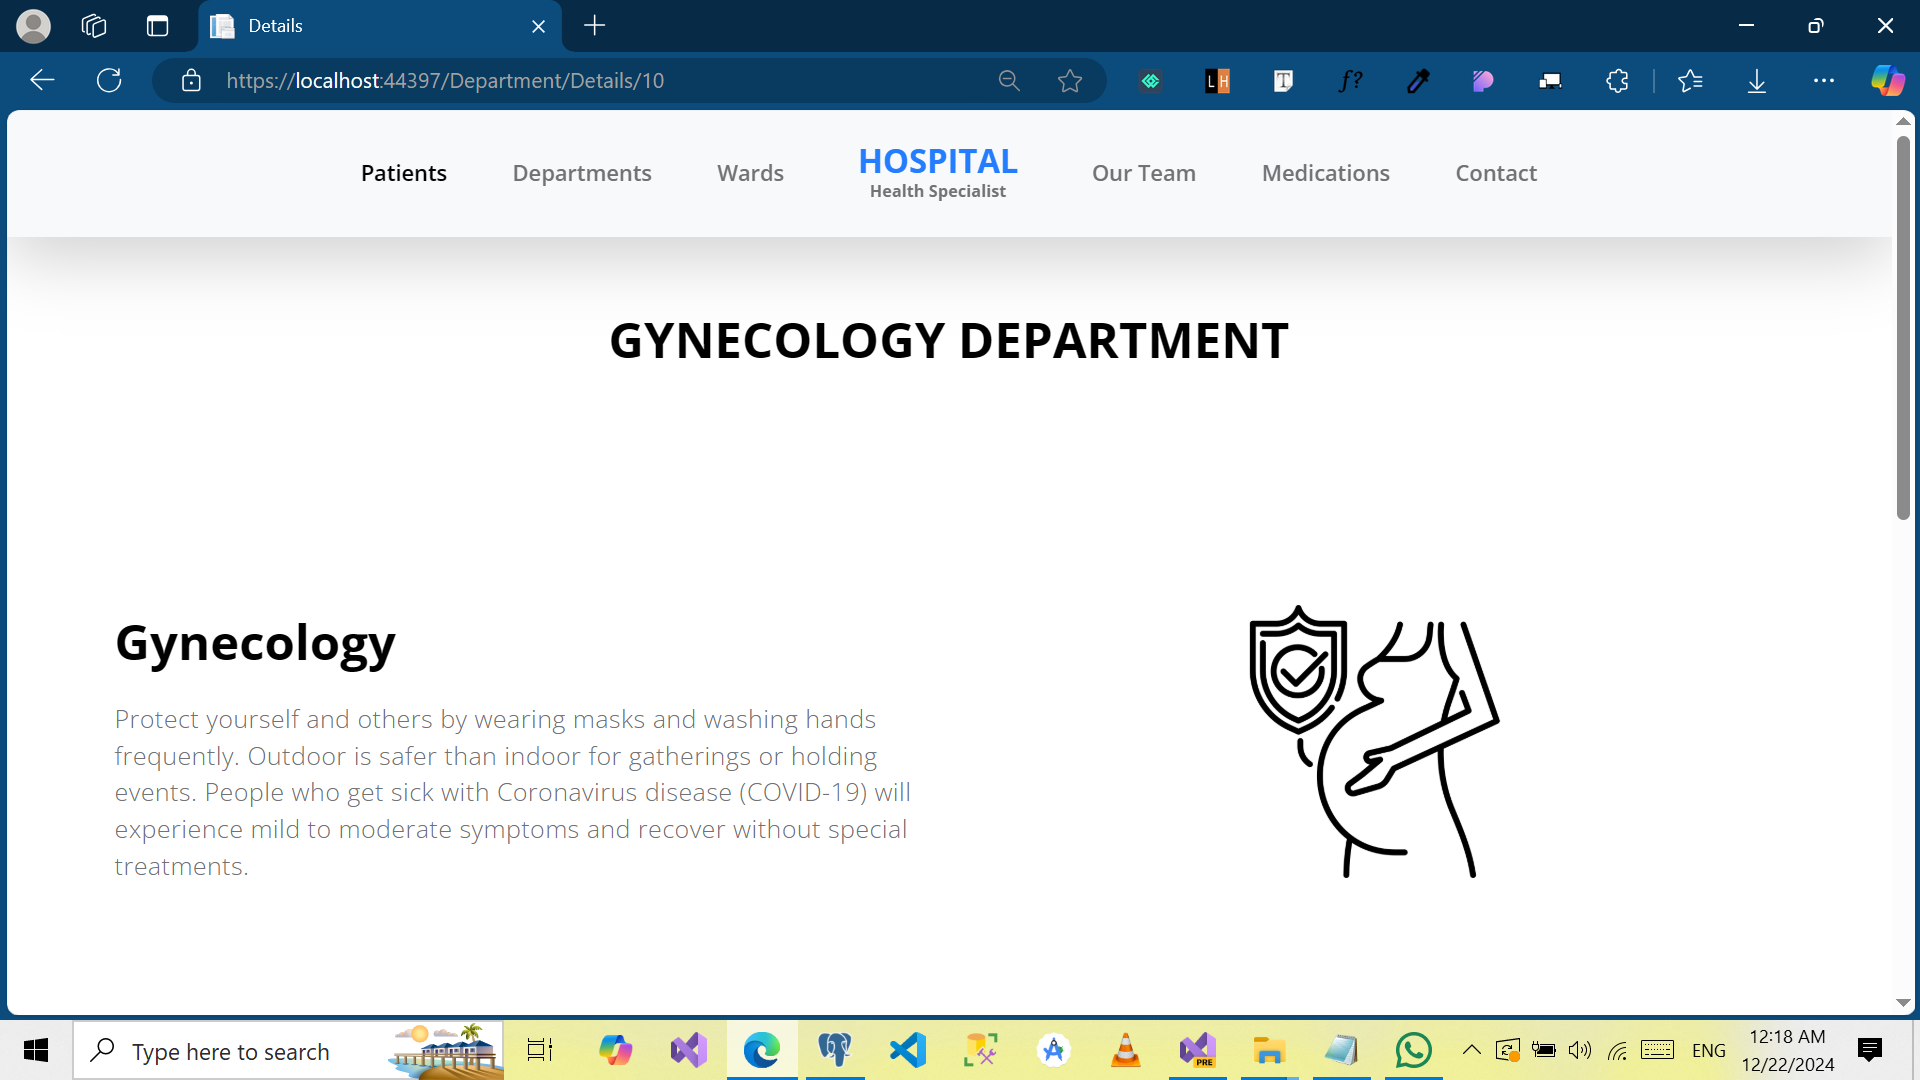 Details
https://localhost:44397/Department/Details/10
LH
T
f?
Patients
Departments
Wards
HOSPITAL
Health Specialist
Our Team
Medications
Contact
GYNECOLOGY DEPARTMENT
Gynecology
Protect yourself and others by wearing masks and washing hands
frequently. Outdoor is safer than indoor for gatherings or holding
events. People who get sick with Coronavirus disease (COVID-19) will
experience mild to moderate symptoms and recover without special
treatments.
Type here to search
PRE
ENG
12:18 AM
12/22/2024